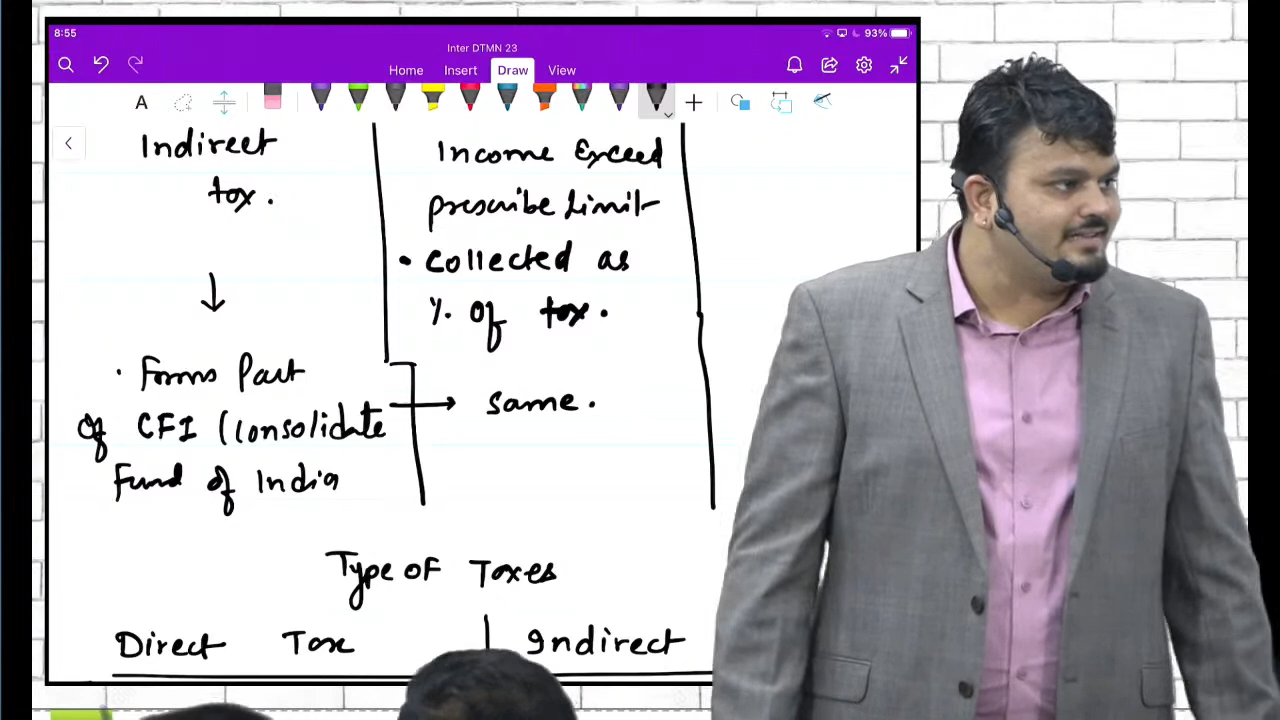 8:55
93%
Inter DTMN 23
Home Insert Draw View
A
Indirect
tax.
Income Exceed
prescribe Limit
• collected as
%. of tax.
• Forms Part
of CFI (Consolidate
Fund of India
same.
Type of Taxes
Direct Tax
Indirect